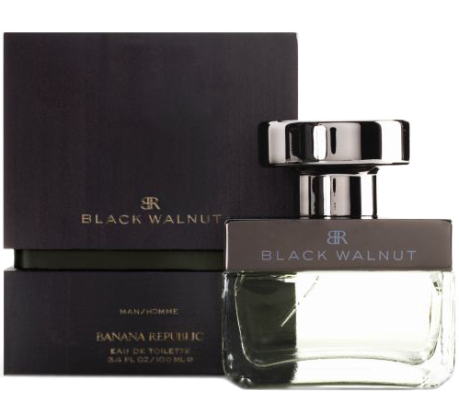 BR
BLACK WALNUT
MAN/HOMME
BANANA REPUBLIC
EAU DE TOILETTE
3.4 FL OZ/100 ML ℮
BR
BLACK WALNUT